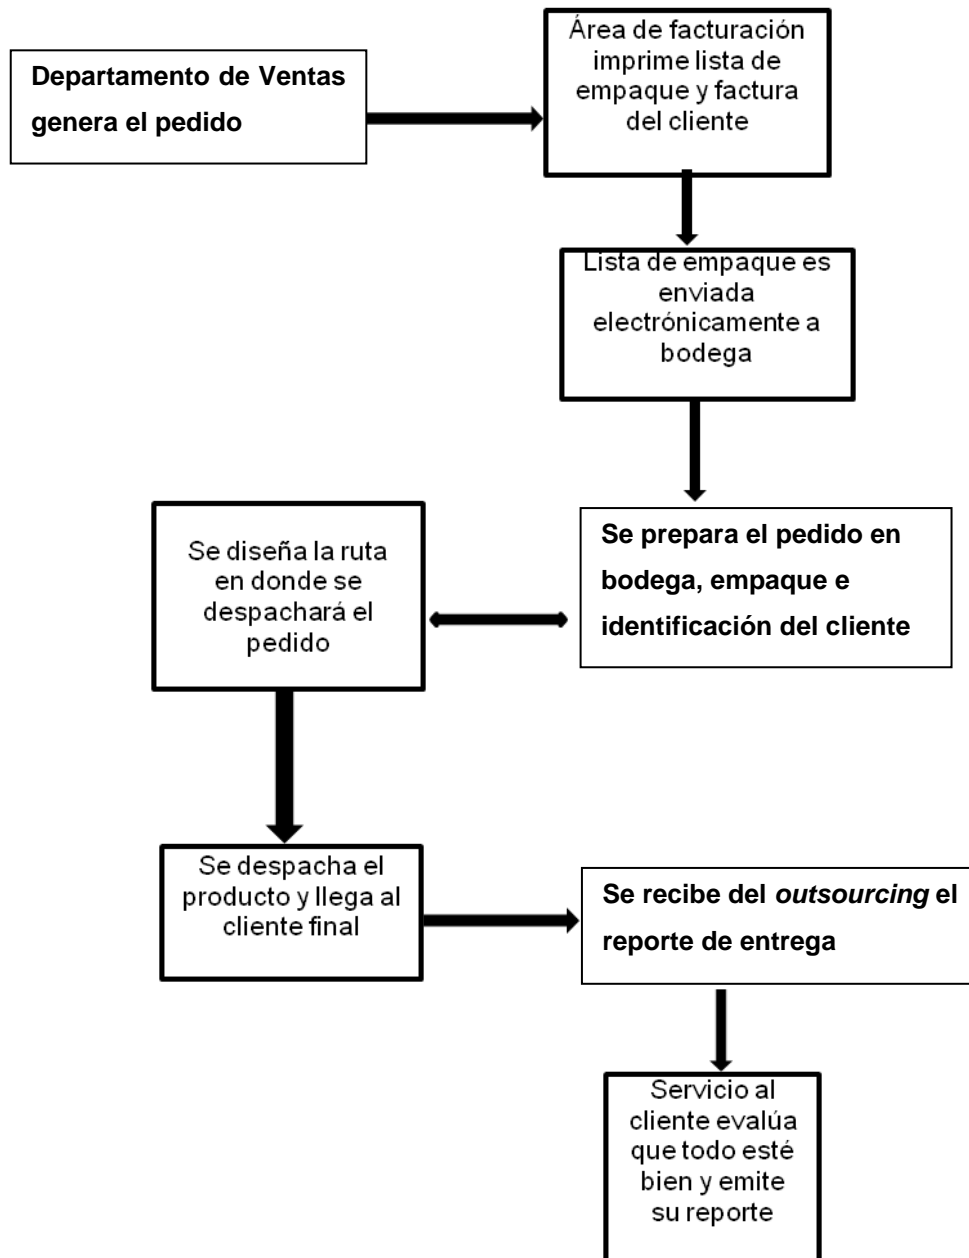 Departamento de Ventas
genera el pedido
Área de facturación
imprime lista de
empaque y factura
del cliente
Lista de empaque es
enviada
electrónicamente a
bodega
Se prepara el pedido en
bodega, empaque e
identificación del cliente
Se diseña la ruta
en donde se
despachará el
pedido
Se despacha el
producto y llega al
cliente final
Se recibe del outsourcing el
reporte de entrega
Servicio al
cliente evalúa
que todo esté
bien y emite
su reporte